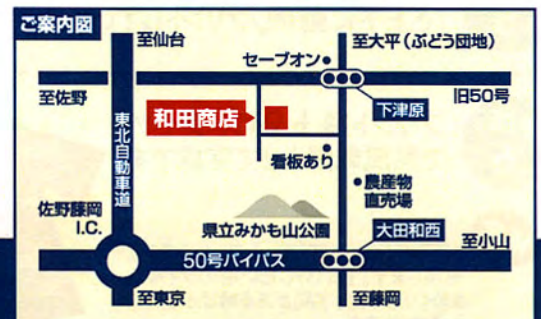 ご案内図
至仙台
至大平(ぶどう団地)
セーブオン
至佐野
旧50号
下津原
和田商店
東北自動車道
看板あり
農産物
直売場
佐野藤岡
I.C.
県立みかも山公園
大田和西
至小山
50号バイパス
至東京
至藤岡